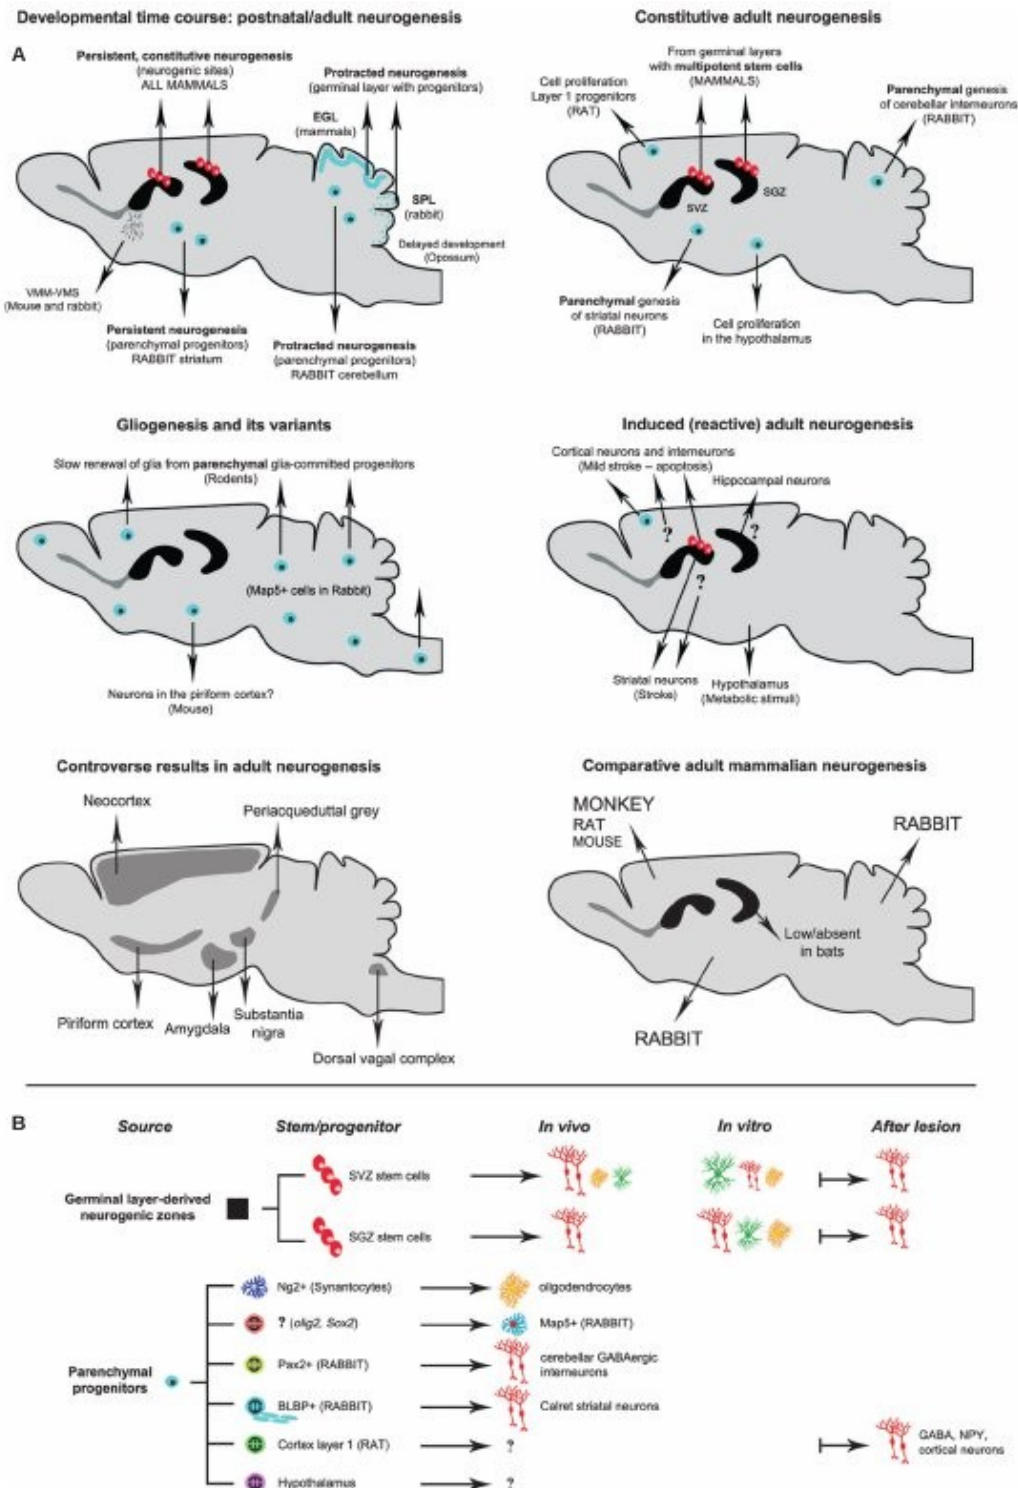 Developmental time course: postnatal/adult neurogenesis
Constitutive adult neurogenesis
A
Persistent, constitutive neurogenesis
(neurogenic sites)
ALL MAMMALS
Protracted neurogenesis
(germinal layer with progenitors)
EGL
(mammals)
SPL
(rabbit)
Delayed development
(Opossum)
VMM-VMS
(Mouse and rabbit)
Persistent neurogenesis
(parenchymal progenitors)
RABBIT striatum
Protracted neurogenesis
(parenchymal progenitors)
RABBIT cerebellum
From germinal layers
with multipotent stem cells
(MAMMALS)
Cell proliferation
Layer 1 progenitors
(RAT)
Parenchymal genesis
of cerebellar interneurons
(RABBIT)
SVZ
SGZ
Parenchymal genesis
of striatal neurons
(RABBIT)
Cell proliferation
in the hypothalamus
Gliogenesis and its variants
Slow renewal of glia from parenchymal glia-committed progenitors
(Rodents)
(Map5+ cells in Rabbit)
Neurons in the piriform cortex?
(Mouse)
Induced (reactive) adult neurogenesis
Cortical neurons and interneurons
(Mild stroke – apoptosis)
Hippocampal neurons
?
?
?
Striatal neurons
(Stroke)
Hypothalamus
(Metabolic stimuli)
Controverse results in adult neurogenesis
Neocortex
Periacqueduttal grey
Piriform cortex
Amygdala
Substantia
nigra
Dorsal vagal complex
Comparative adult mammalian neurogenesis
MONKEY
RAT
MOUSE
RABBIT
Low/absent
in bats
RABBIT
B
Source
Stem/progenitor
In vivo
In vitro
After lesion
Germinal layer-derived
neurogenic zones
SVZ stem cells
SGZ stem cells
Parenchymal
progenitors
Ng2+ (Synantocytes)
oligodendrocytes
? (olig2, Sox2)
Map5+ (RABBIT)
Pax2+ (RABBIT)
cerebellar GABAergic
interneurons
BLBP+ (RABBIT)
Calret striatal neurons
Cortex layer 1 (RAT)
?
GABA, NPY,
cortical neurons
Hypothalamus
?